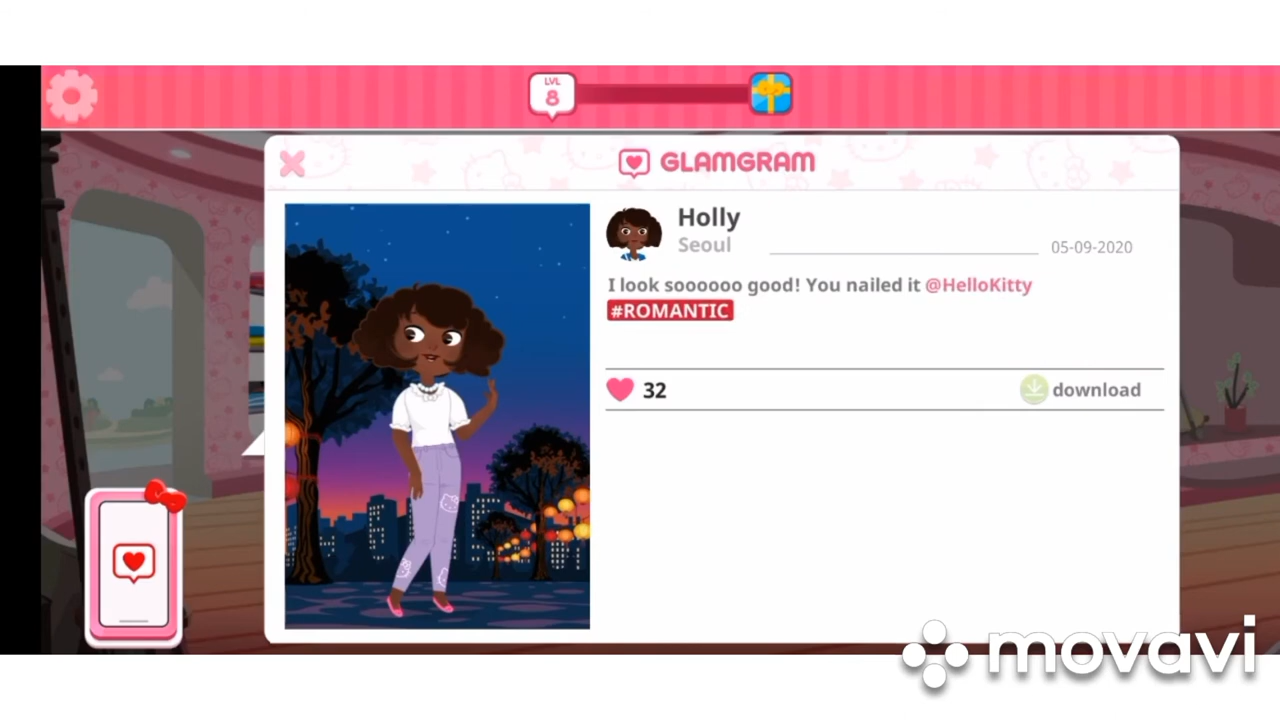 LVL
8
GLAMGRAM
Holly
Seoul
05-09-2020
I look soooooo good! You nailed it @HelloKitty
#ROMANTIC
32
download
movavi